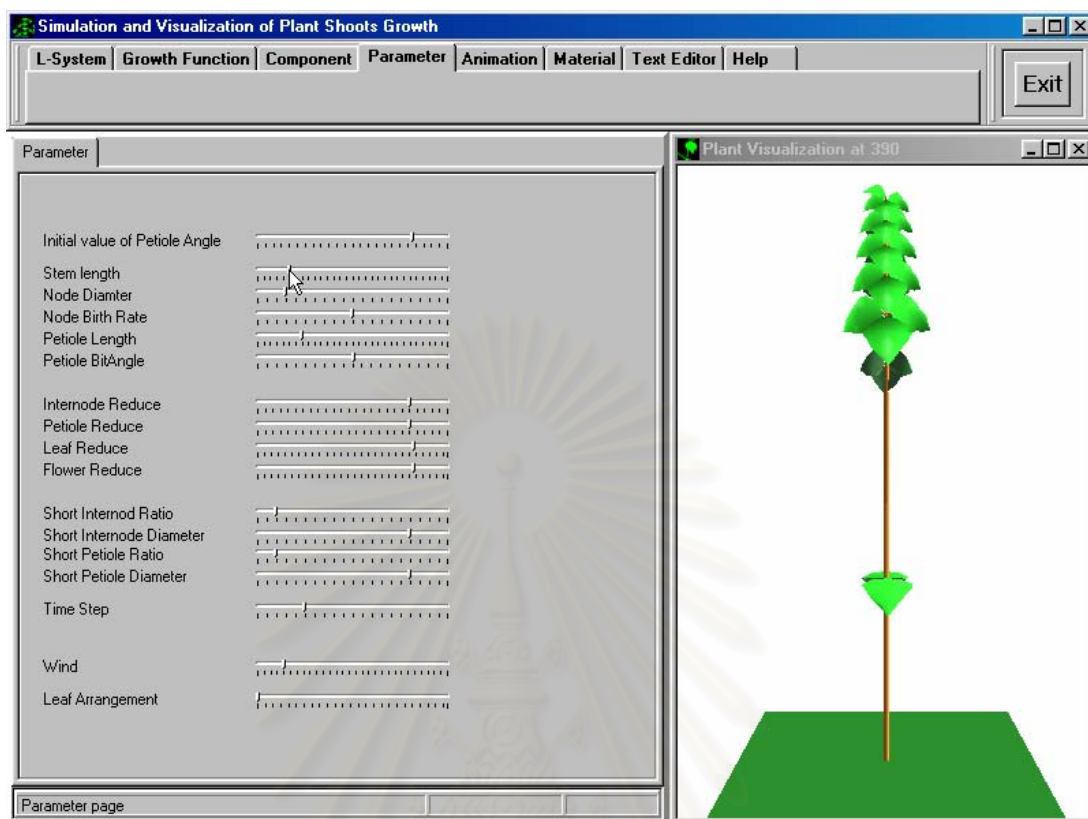 Simulation and Visualization of Plant Shoots Growth
L-System Growth Function Component Parameter Animation Material Text Editor Help
Exit
Parameter
Initial value of Petiole Angle
Stem length
Node Diamter
Node Birth Rate
Petiole Length
Petiole BitAngle
Internode Reduce
Petiole Reduce
Leaf Reduce
Flower Reduce
Short Internod Ratio
Short Internode Diameter
Short Petiole Ratio
Short Petiole Diameter
Time Step
Wind
Leaf Arrangement
Parameter page
Plant Visualization at 390